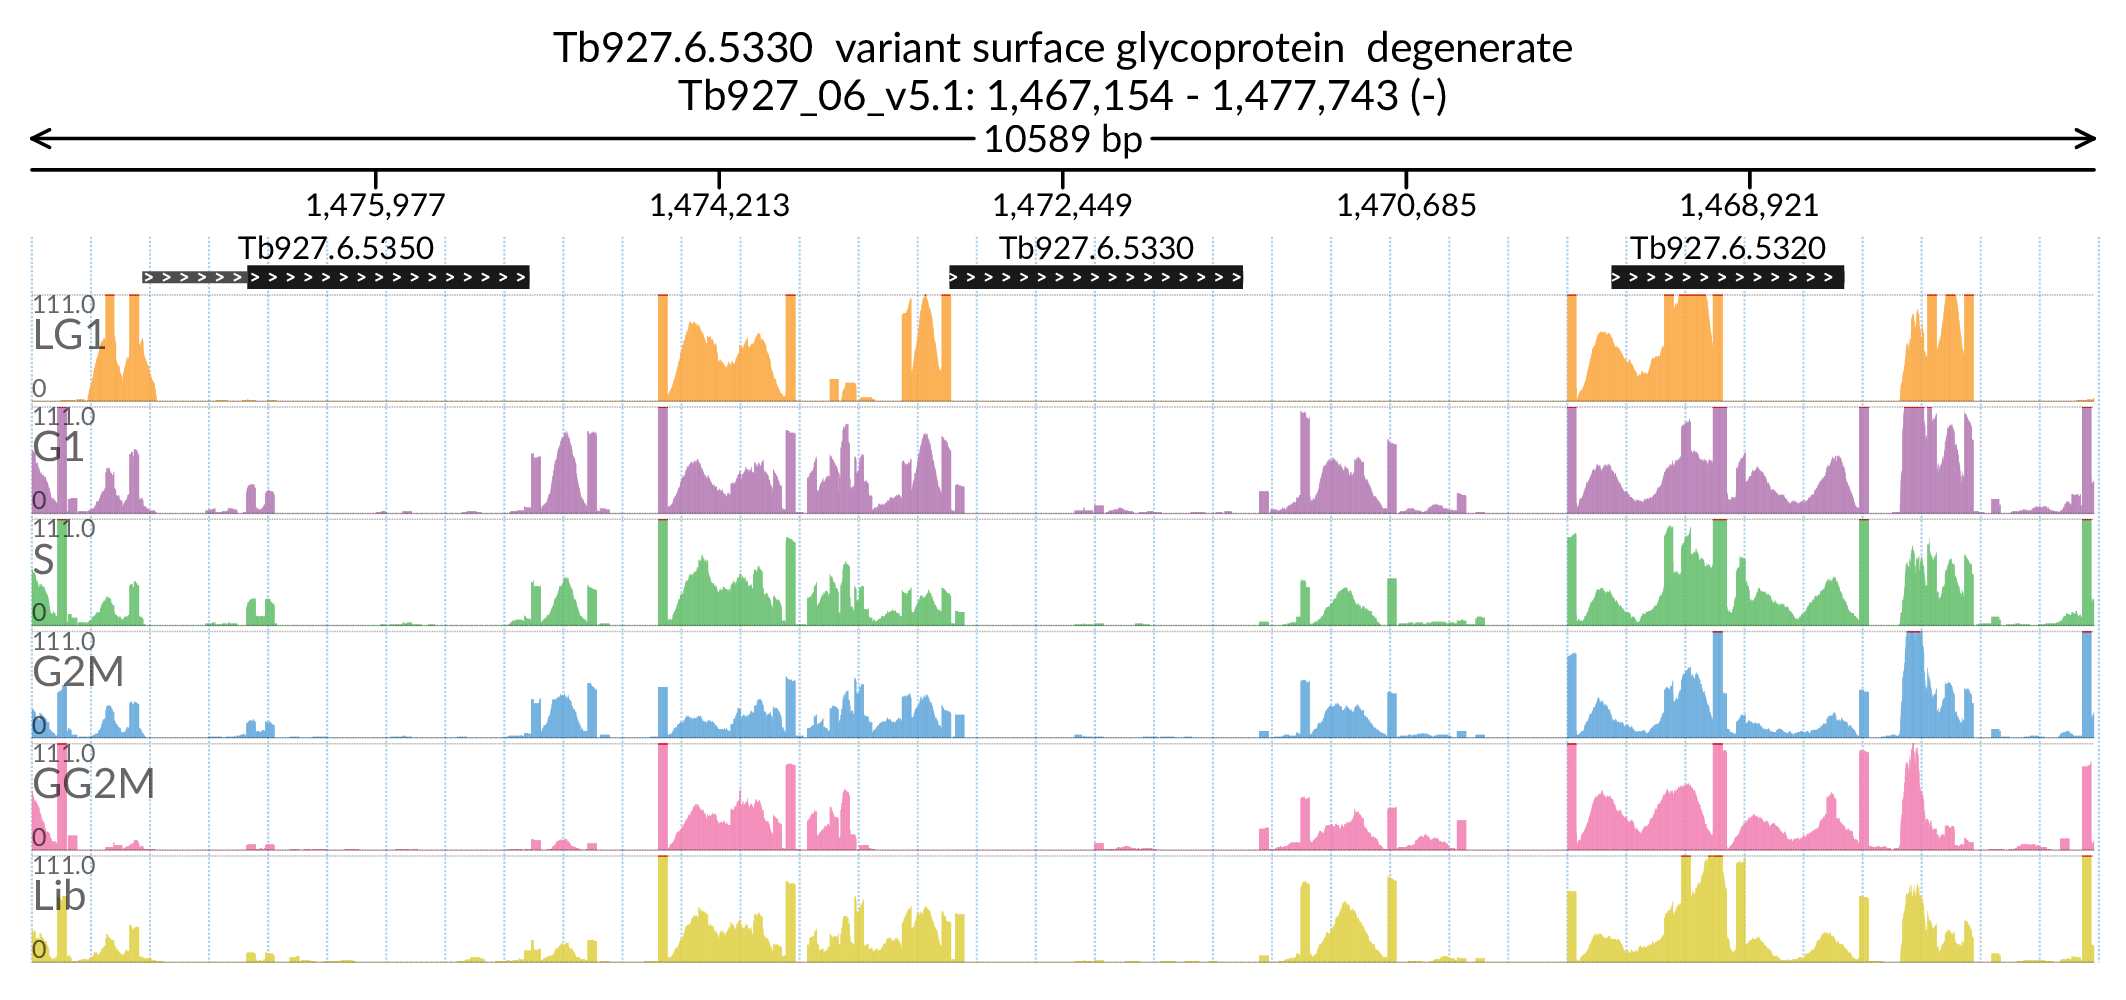 Tb927.6.5330 variant surface glycoprotein degenerate
Tb927_06_v5.1: 1,467,154 - 1,477,743 (-)
10589 bp
1,475,977 1,474,213 1,472,449 1,470,685 1,468,921
Tb927.6.5350 Tb927.6.5330 Tb927.6.5320
111.0
LG1
0
111.0
G1
0
111.0
S
0
111.0
G2M
0
111.0
GG2M
0
111.0
Lib
0